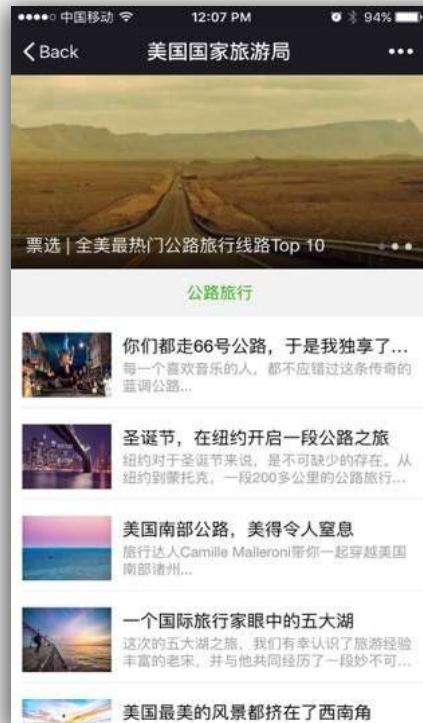 中国移动 12:07 PM 94%
Back 美国国家旅游局
票选 | 全美最热门公路旅行线路Top 10
公路旅行
你们都走66号公路，于是我独享了...
每一个喜欢音乐的人，都不应错过这条传奇的
蓝调公路...
圣诞节，在纽约开启一段公路之旅
纽约对于圣诞节来说，是不可缺少的存在。从
纽约到蒙托克，一段200多公里的公路旅行...
美国南部公路，美得令人窒息
旅行达人Camille Malleroni带你一起穿越美国
南部诸州...
一个国际旅行家眼中的五大湖
这次的五大湖之旅，我们有幸认识了旅游经验
丰富的老宋，并与他共同经历了一段妙不可...
美国最美的风景都挤在了西南角